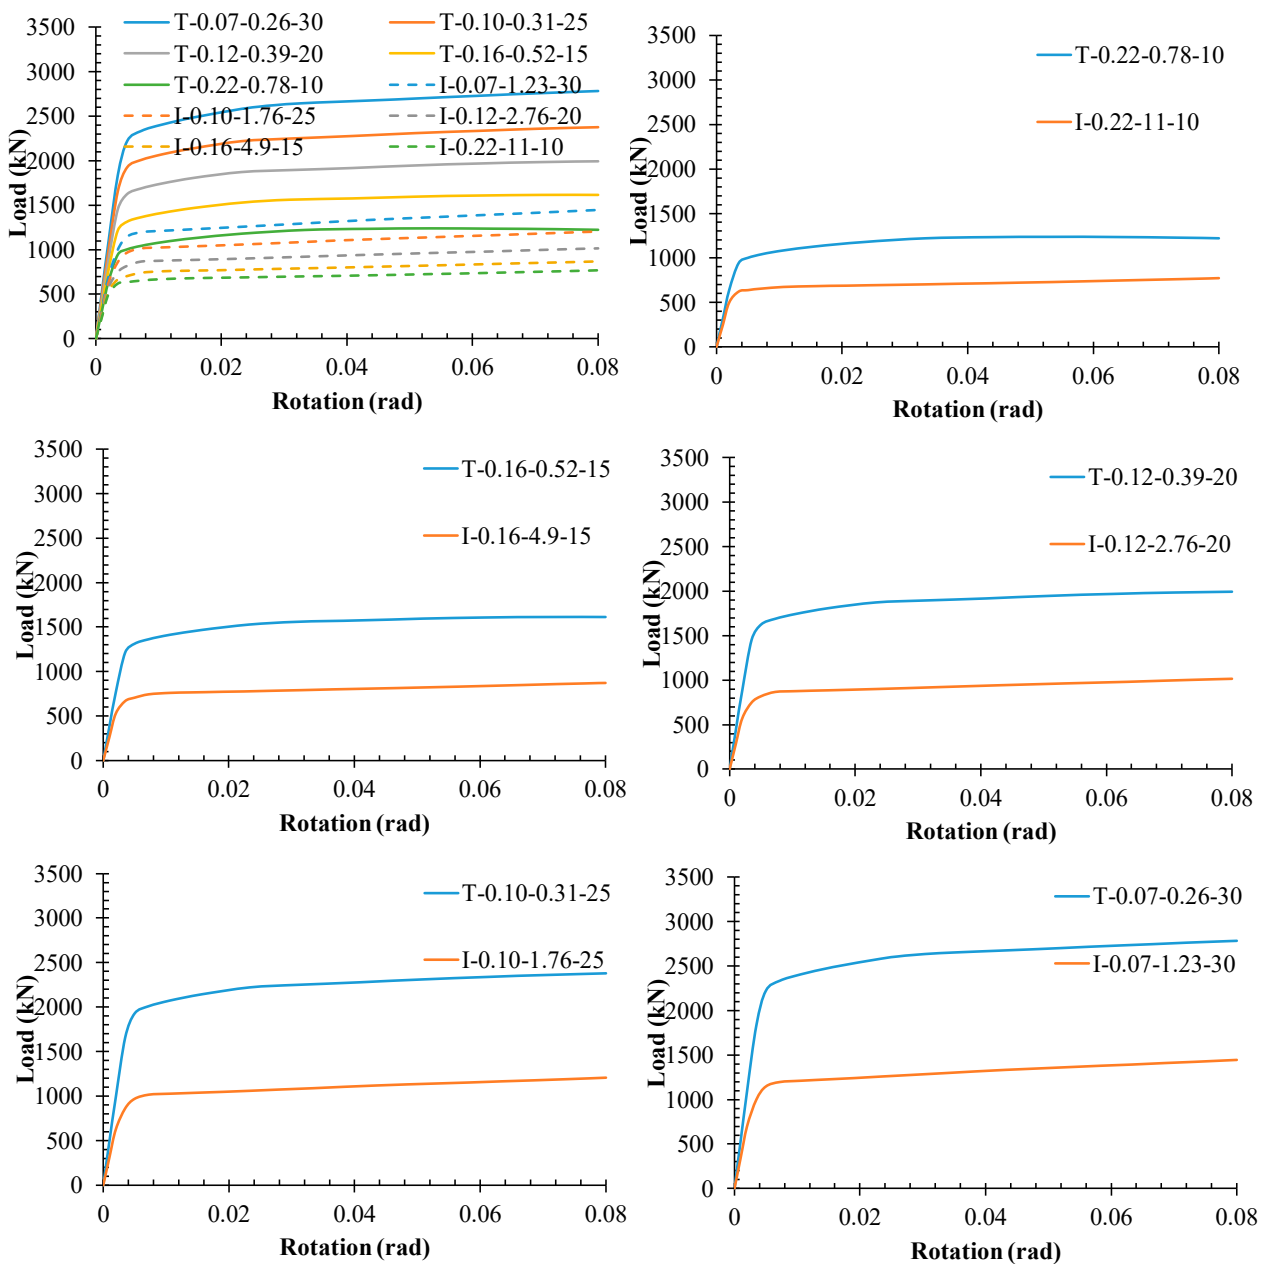 T-0.07-0.26-30
T-0.10-0.31-25
T-0.12-0.39-20
T-0.16-0.52-15
T-0.22-0.78-10
I-0.07-1.23-30
I-0.10-1.76-25
I-0.12-2.76-20
I-0.16-4.9-15
I-0.22-11-10
3500
3000
2500
2000
1500
1000
500
0
Load (kN)
0 0.02 0.04 0.06 0.08
Rotation (rad)
T-0.22-0.78-10
I-0.22-11-10
3500
3000
2500
2000
1500
1000
500
0
Load (kN)
0 0.02 0.04 0.06 0.08
Rotation (rad)
T-0.16-0.52-15
I-0.16-4.9-15
3500
3000
2500
2000
1500
1000
500
0
Load (kN)
0 0.02 0.04 0.06 0.08
Rotation (rad)
T-0.12-0.39-20
I-0.12-2.76-20
3500
3000
2500
2000
1500
1000
500
0
Load (kN)
0 0.02 0.04 0.06 0.08
Rotation (rad)
T-0.10-0.31-25
I-0.10-1.76-25
3500
3000
2500
2000
1500
1000
500
0
Load (kN)
0 0.02 0.04 0.06 0.08
Rotation (rad)
T-0.07-0.26-30
I-0.07-1.23-30
3500
3000
2500
2000
1500
1000
500
0
Load (kN)
0 0.02 0.04 0.06 0.08
Rotation (rad)